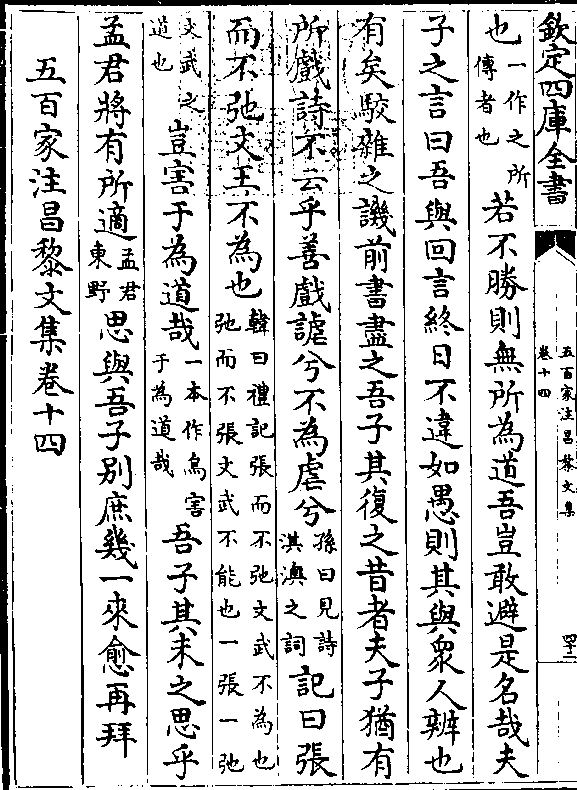 欽定四庫全書
五百家注昌黎文集
卷十四
四十二
也一作之所傳者也若不勝則無所為道吾豈敢避是名哉夫
子之言曰吾與回言終日不違如愚則其與衆人辨也
有矣駮雜之譏前書盡之吾子其復之昔者夫子猶有
所戲詩不云乎善戲謔兮不為虐兮孫曰見詩淇澳之詞記曰張
而不弛文王不為也韓曰禮記張而不弛文武不為也弛而不張文武不能也一張一弛
文武之道也豈害于為道哉一本作烏害于為道哉吾子其未之思乎
孟君將有所適孟君東野思與吾子别庶幾一來愈再拜
五百家注昌黎文集卷十四